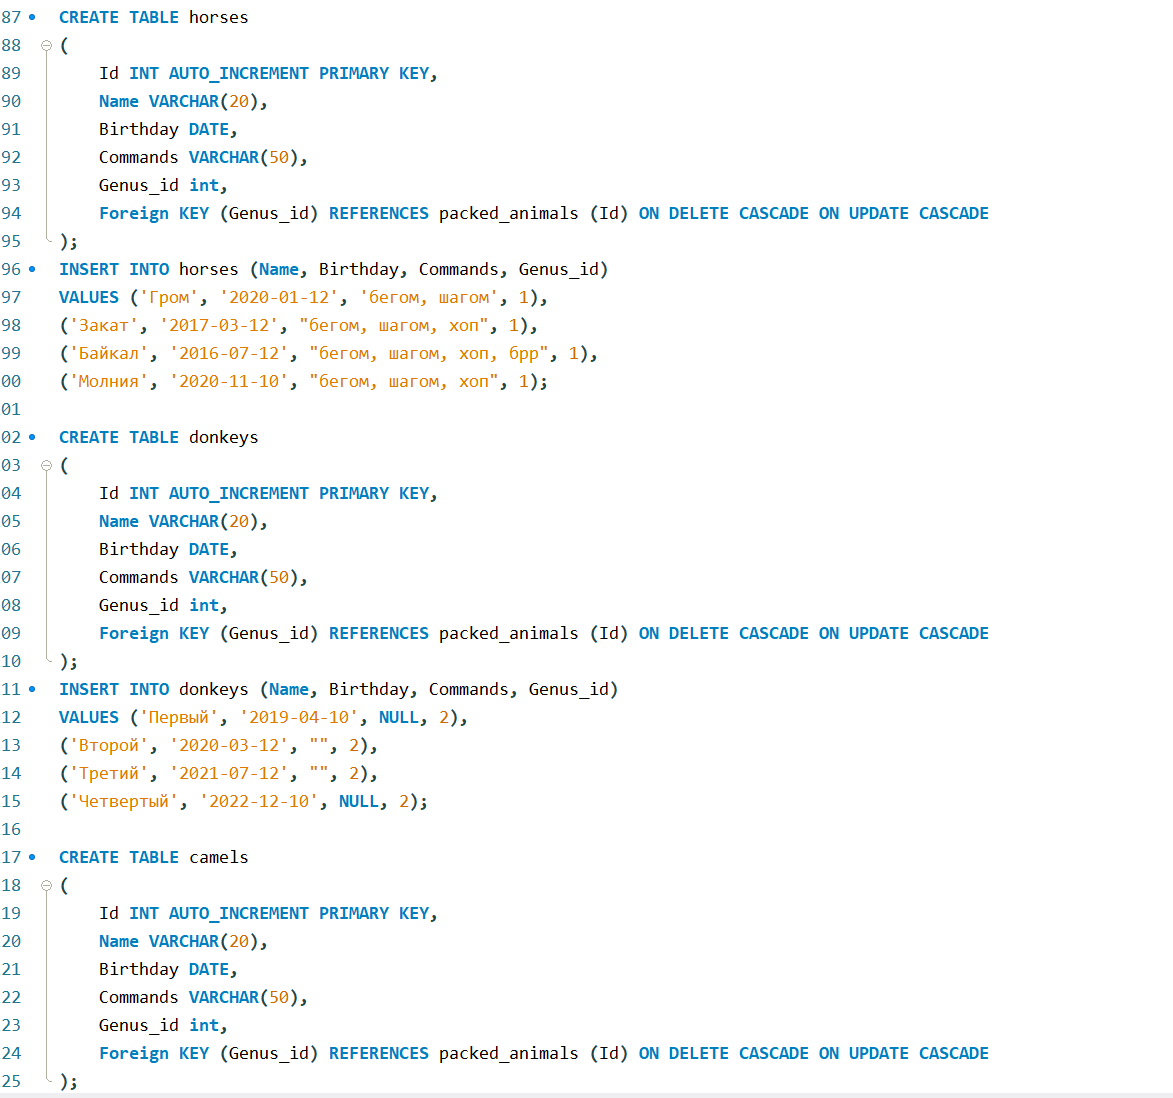 87 CREATE TABLE horses
88 (
89 Id INT AUTO_INCREMENT PRIMARY KEY,
90 Name VARCHAR(20),
91 Birthday DATE,
92 Commands VARCHAR(50),
93 Genus_id int,
94 Foreign KEY (Genus_id) REFERENCES packed_animals (Id) ON DELETE CASCADE ON UPDATE CASCADE
95 );
96 INSERT INTO horses (Name, Birthday, Commands, Genus_id)
97 VALUES ('Гром', '2020-01-12', 'бегом, шагом', 1),
98 ('Закат', '2017-03-12', "бегом, шагом, хоп", 1),
99 ('Байкал', '2016-07-12', "бегом, шагом, хоп, брр", 1),
00 ('Молния', '2020-11-10', "бегом, шагом, хоп", 1);
01
02 CREATE TABLE donkeys
03 (
04 Id INT AUTO_INCREMENT PRIMARY KEY,
05 Name VARCHAR(20),
06 Birthday DATE,
07 Commands VARCHAR(50),
08 Genus_id int,
09 Foreign KEY (Genus_id) REFERENCES packed_animals (Id) ON DELETE CASCADE ON UPDATE CASCADE
10 );
11 INSERT INTO donkeys (Name, Birthday, Commands, Genus_id)
12 VALUES ('Первый', '2019-04-10', NULL, 2),
13 ('Второй', '2020-03-12', "", 2),
14 ('Третий', '2021-07-12', "", 2),
15 ('Четвертый', '2022-12-10', NULL, 2);
16
17 CREATE TABLE camels
18 (
19 Id INT AUTO_INCREMENT PRIMARY KEY,
20 Name VARCHAR(20),
21 Birthday DATE,
22 Commands VARCHAR(50),
23 Genus_id int,
24 Foreign KEY (Genus_id) REFERENCES packed_animals (Id) ON DELETE CASCADE ON UPDATE CASCADE
25 );